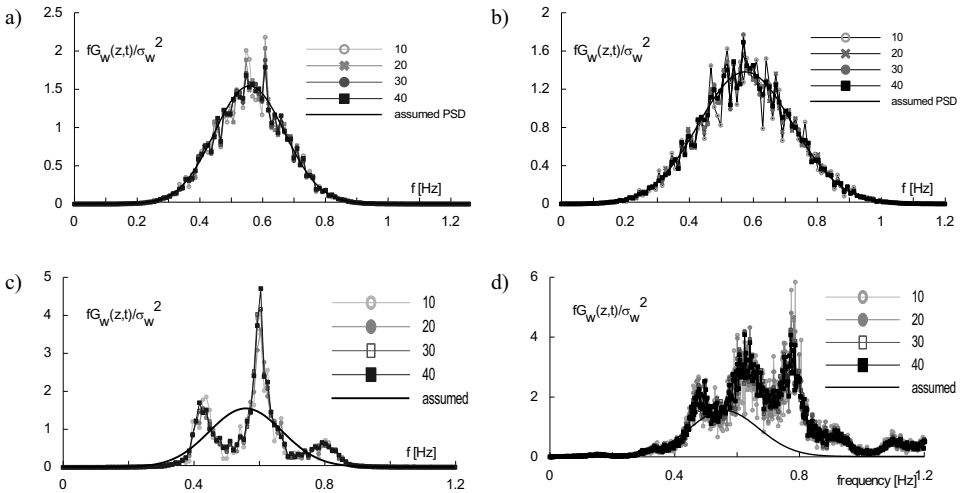 a)
fG_w(z,t)/σ_w^2
10
20
30
40
assumed PSD
f [Hz]
2.5
2
1.5
1
0.5
0
0 0.2 0.4 0.6 0.8 1 1.2
b)
fG_w(z,t)/σ_w^2
10
20
30
40
assumed PSD
f [Hz]
1.8
1.4
1
0.8
0.4
0
0 0.2 0.4 0.6 0.8 1 1.2
c)
fG_w(z,t)/σ_w^2
10
20
30
40
assumed
f [Hz]
5
4
3
2
1
0
0 0.4 0.8 1.2
d)
fG_w(z,t)/σ_w^2
10
20
30
40
assumed
frequency [Hz]
6
4
2
0
0 0.4 0.8 1.2